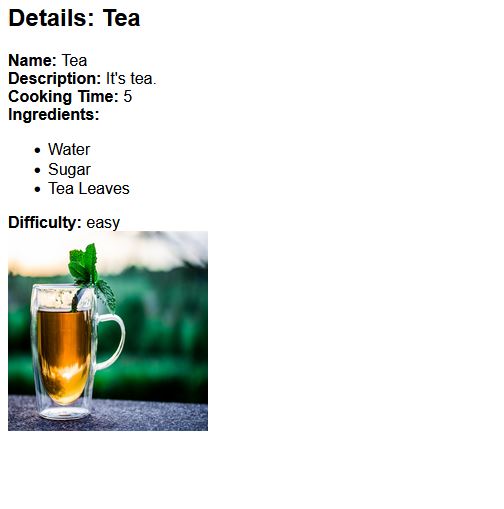 Details: Tea
Name: Tea
Description: It's tea.
Cooking Time: 5
Ingredients:
Water
Sugar
Tea Leaves
Difficulty: easy